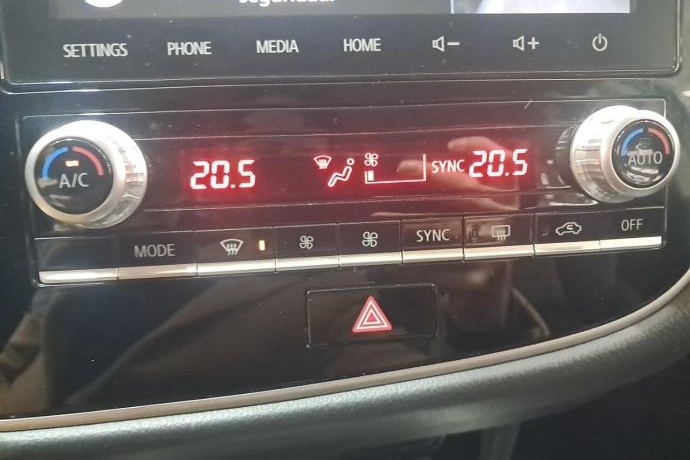 SETTINGS PHONE MEDIA HOME
A/C 20.5 SYNC 20.5 AUTO
MODE SYNC OFF